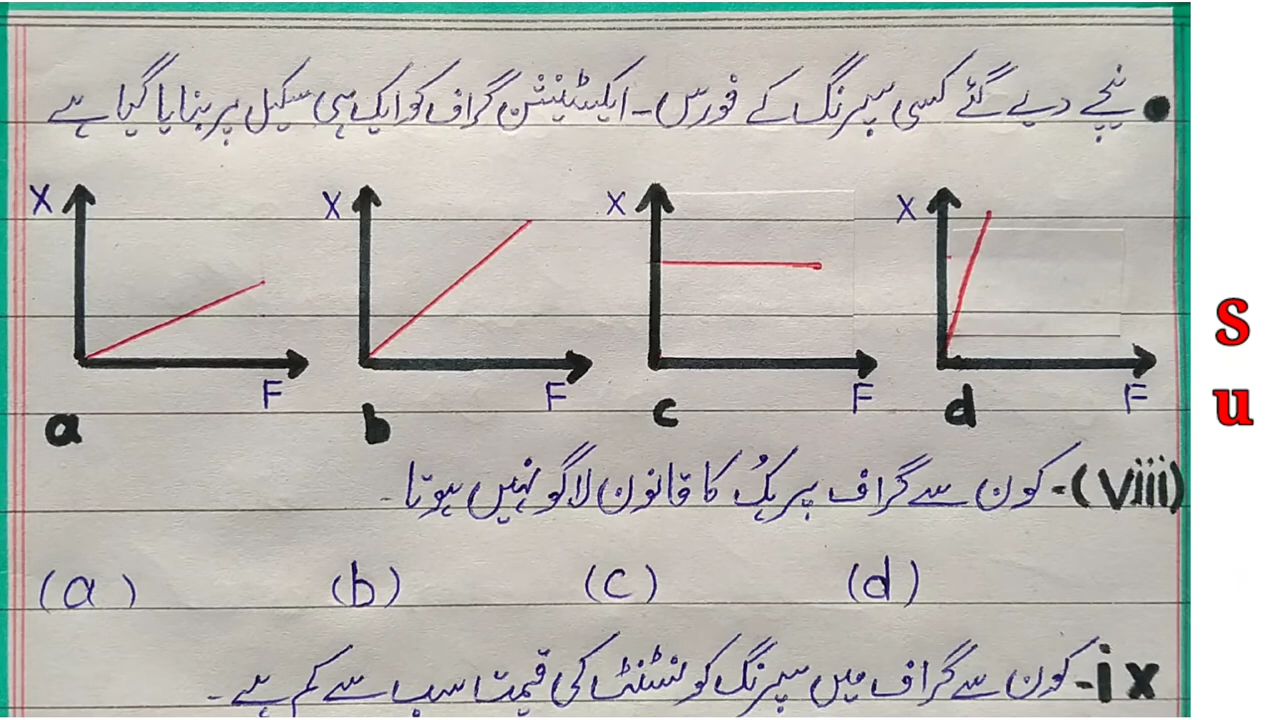 نیچے دیے گئے کسی سپرنگ کے فورس - ایکسٹینشن گراف کو ایک ہی سکیل پر بنایا گیا ہے
X X X X
F F F F
a b c d
(viii)- کون سے گراف پر ہُک کا قانون لاگو نہیں ہوتا -
(a) (b) (c) (d)
ix- کون سے گراف میں سپرنگ کونسٹنٹ کی قیمت سب سے کم ہے -
S
u